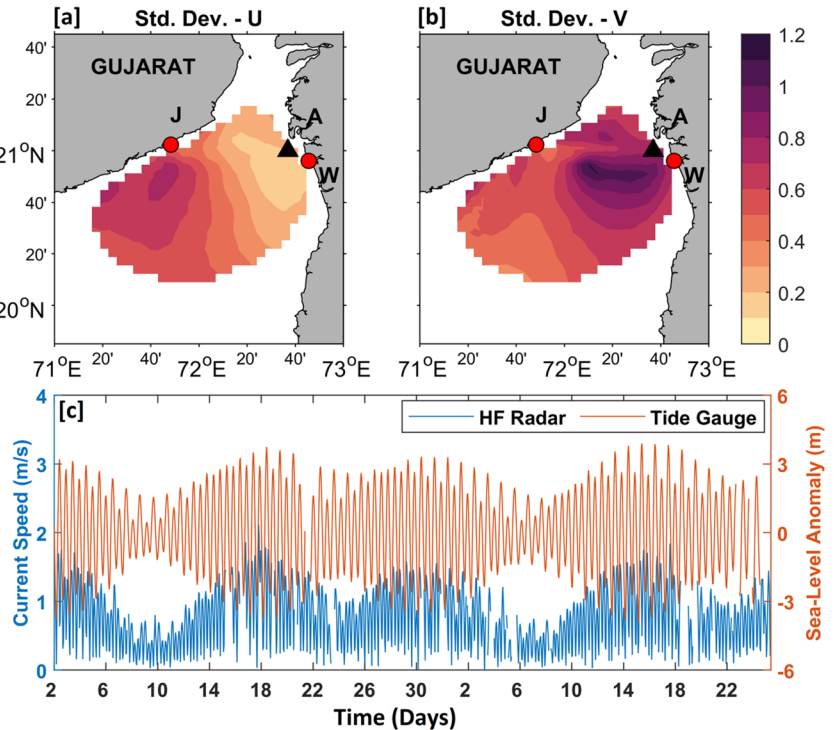 [a] Std. Dev. - U
[b] Std. Dev. - V
40'
20'
21°N
40'
20'
20°N
GUJARAT
J
A
W
71°E 20' 40' 72°E 20' 40' 73°E
GUJARAT
J
A
W
71°E 20' 40' 72°E 20' 40' 73°E
1.2
1
0.8
0.6
0.4
0.2
0
[c]
HF Radar Tide Gauge
Current Speed (m/s)
4
3
2
1
0
6
3
0
-3
-6
Sea-Level Anomaly (m)
2 6 10 14 18 22 26 30 2 6 10 14 18 22
Time (Days)